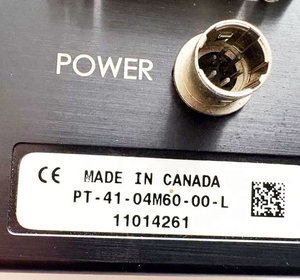 POWER
CE MADE IN CANADA
PT-41-04M60-00-L
11014261